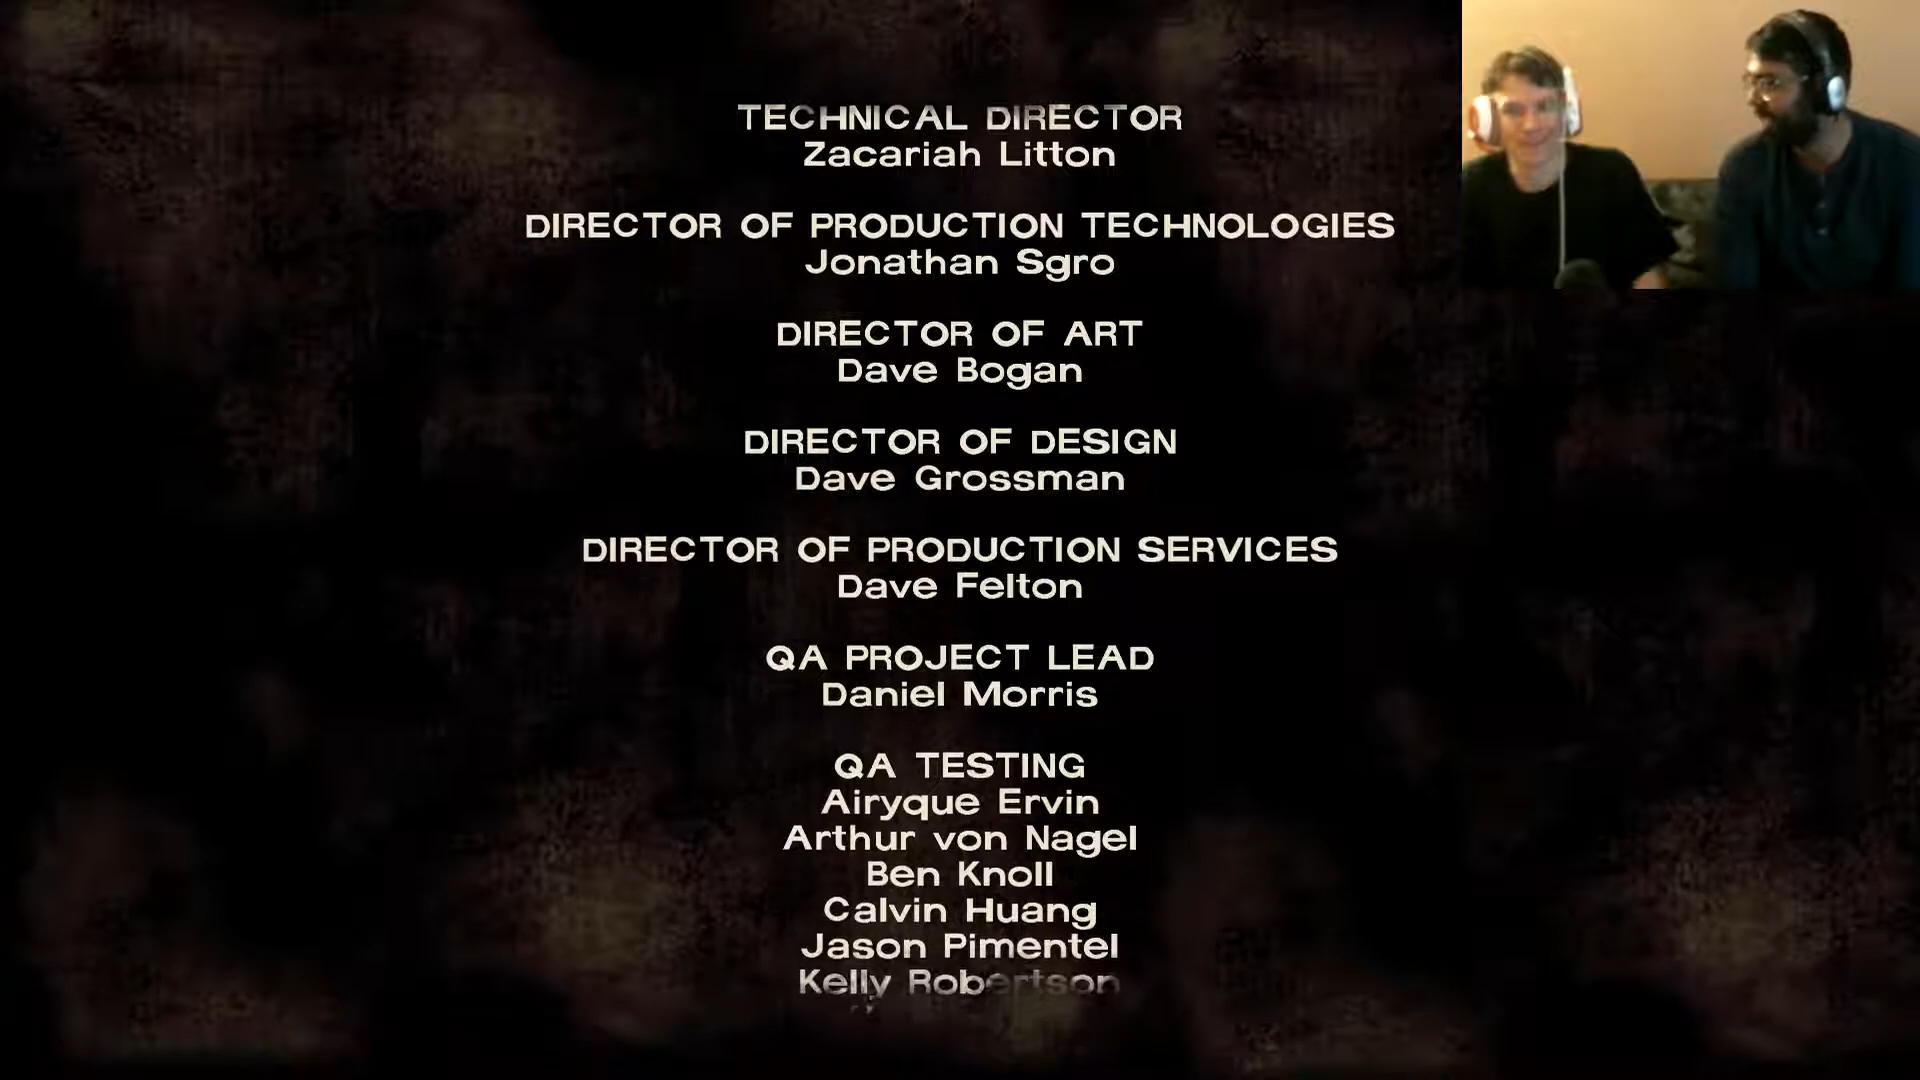 TECHNICAL DIRECTOR
Zacariah Litton
DIRECTOR OF PRODUCTION TECHNOLOGIES
Jonathan Sgro
DIRECTOR OF ART
Dave Bogan
DIRECTOR OF DESIGN
Dave Grossman
DIRECTOR OF PRODUCTION SERVICES
Dave Felton
QA PROJECT LEAD
Daniel Morris
QA TESTING
Airyque Ervin
Arthur von Nagel
Ben Knoll
Calvin Huang
Jason Pimentel
Kelly Robertson